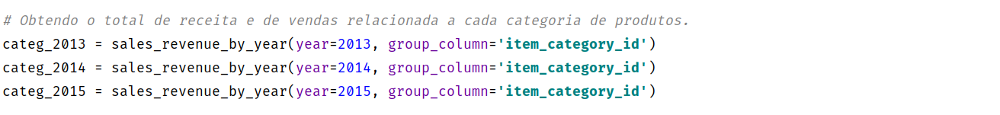 # Obtendo o total de receita e de vendas relacionada a cada categoria de produtos.
categ_2013 = sales_revenue_by_year(year=2013, group_column='item_category_id')
categ_2014 = sales_revenue_by_year(year=2014, group_column='item_category_id')
categ_2015 = sales_revenue_by_year(year=2015, group_column='item_category_id')